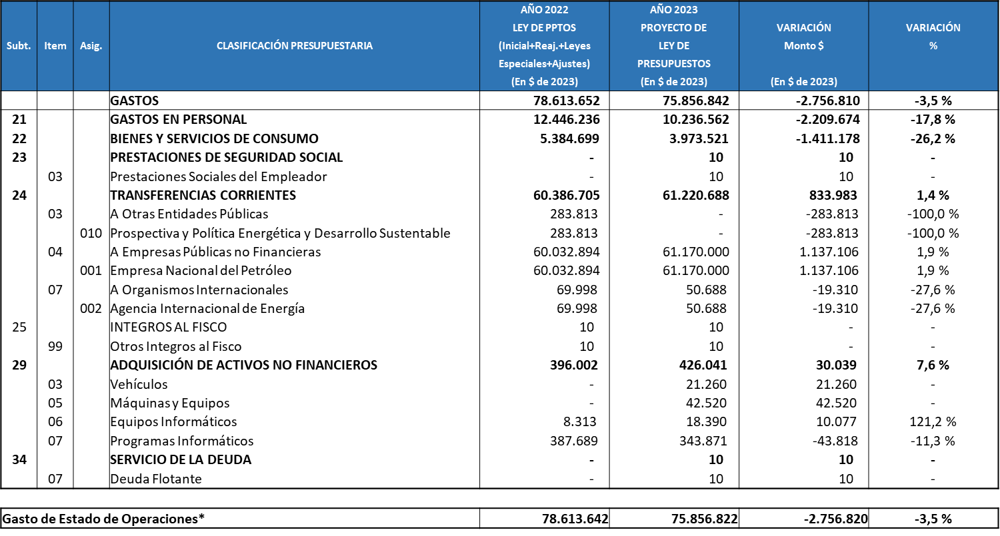 Subt. Item Asig. CLASIFICACIÓN PRESUPUESTARIA AÑO 2022 LEY DE PPTOS (Inicial+Reaj.+Leyes Especiales+Ajustes) (En $ de 2023) AÑO 2023 PROYECTO DE LEY DE PRESUPUESTOS (En $ de 2023) VARIACIÓN Monto $ (En $ de 2023) VARIACIÓN %
GASTOS 78.613.652 75.856.842 -2.756.810 -3,5 %
21 GASTOS EN PERSONAL 12.446.236 10.236.562 -2.209.674 -17,8 %
22 BIENES Y SERVICIOS DE CONSUMO 5.384.699 3.973.521 -1.411.178 -26,2 %
23 PRESTACIONES DE SEGURIDAD SOCIAL - 10 10 -
03 Prestaciones Sociales del Empleador - 10 10 -
24 TRANSFERENCIAS CORRIENTES 60.386.705 61.220.688 833.983 1,4 %
03 A Otras Entidades Públicas 283.813 - -283.813 -100,0 %
010 Prospectiva y Política Energética y Desarrollo Sustentable 283.813 - -283.813 -100,0 %
04 A Empresas Públicas no Financieras 60.032.894 61.170.000 1.137.106 1,9 %
001 Empresa Nacional del Petróleo 60.032.894 61.170.000 1.137.106 1,9 %
07 A Organismos Internacionales 69.998 50.688 -19.310 -27,6 %
002 Agencia Internacional de Energía 69.998 50.688 -19.310 -27,6 %
25 INTEGROS AL FISCO 10 10 - -
99 Otros Integros al Fisco 10 10 - -
29 ADQUISICIÓN DE ACTIVOS NO FINANCIEROS 396.002 426.041 30.039 7,6 %
03 Vehículos - 21.260 21.260 -
05 Máquinas y Equipos - 42.520 42.520 -
06 Equipos Informáticos 8.313 18.390 10.077 121,2 %
07 Programas Informáticos 387.689 343.871 -43.818 -11,3 %
34 SERVICIO DE LA DEUDA - 10 10 -
07 Deuda Flotante - 10 10 -
Gasto de Estado de Operaciones* 78.613.642 75.856.822 -2.756.820 -3,5 %